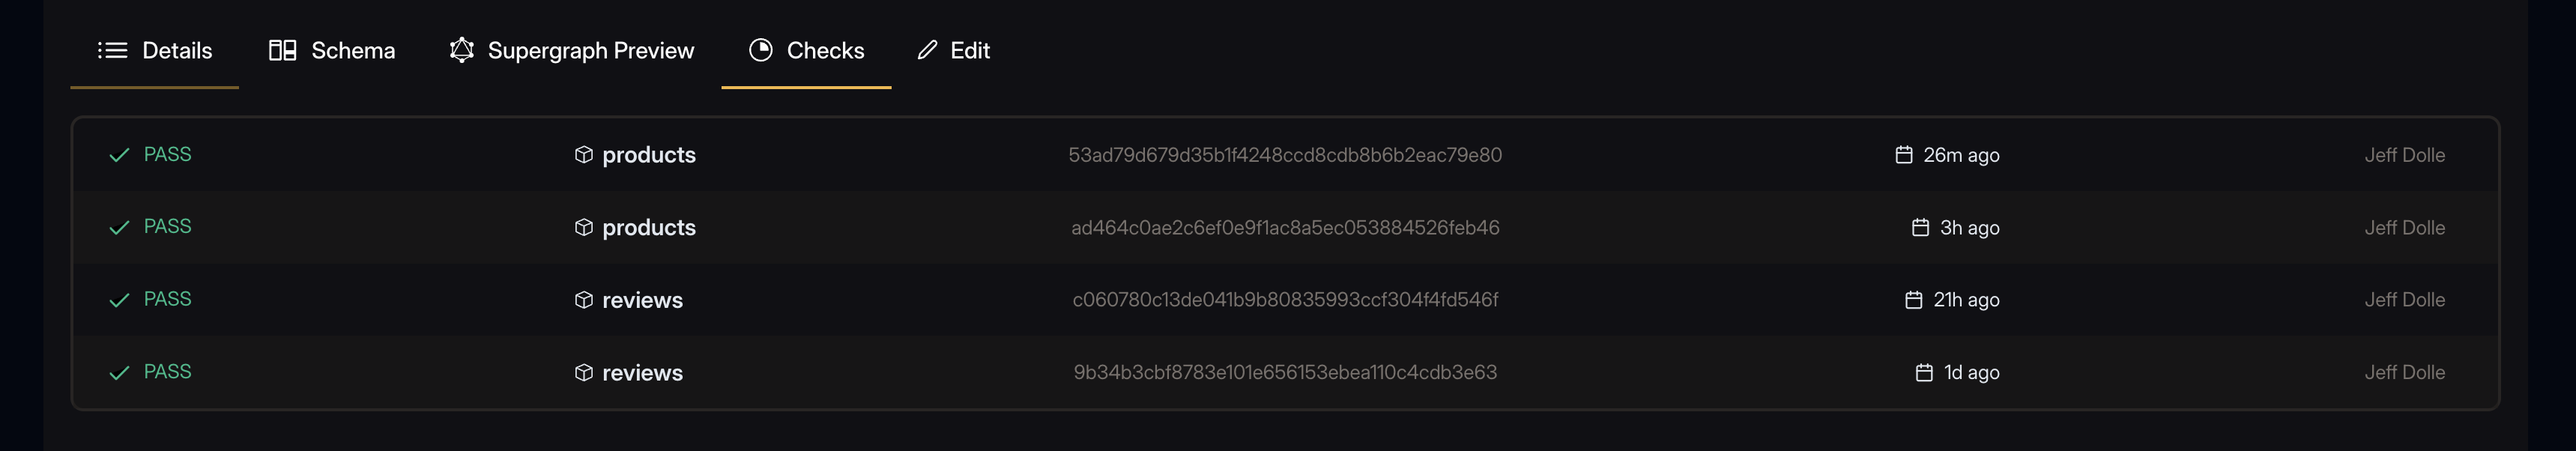 Details Schema Supergraph Preview Checks Edit
PASS products 53ad79d679d35b1f4248ccd8cdb8b6b2eac79e80 26m ago Jeff Dolle
PASS products ad464c0ae2c6ef0e9f1ac8a5ec053884526feb46 3h ago Jeff Dolle
PASS reviews c060780c13de041b9b80835993ccf304f4fd546f 21h ago Jeff Dolle
PASS reviews 9b34b3cbf8783e101e656153ebea110c4cdb3e63 1d ago Jeff Dolle